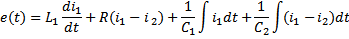 e(t) = L₁ di₁/dt + R(i₁ − i₂) + 1/C₁ ∫ i₁dt + 1/C₂ ∫(i₁ − i₂)dt